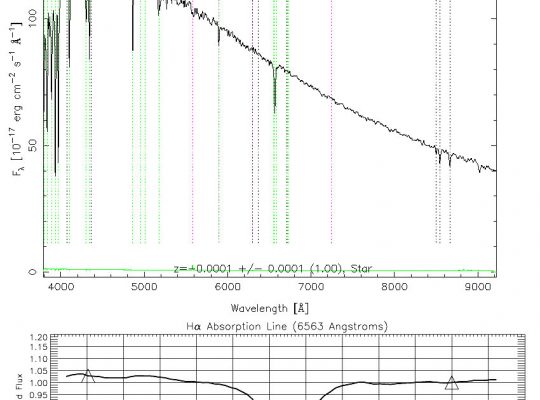 100
50
0
F_λ [10⁻¹⁷ erg cm⁻² s⁻¹ Å⁻¹]
z=-0.0001 +/- 0.0001 (1.00), Star
4000 5000 6000 7000 8000 9000
Wavelength [Å]
Hα Absorption Line (6563 Angstroms)
1.20
1.15
1.10
1.05
1.00
0.95
d Flux